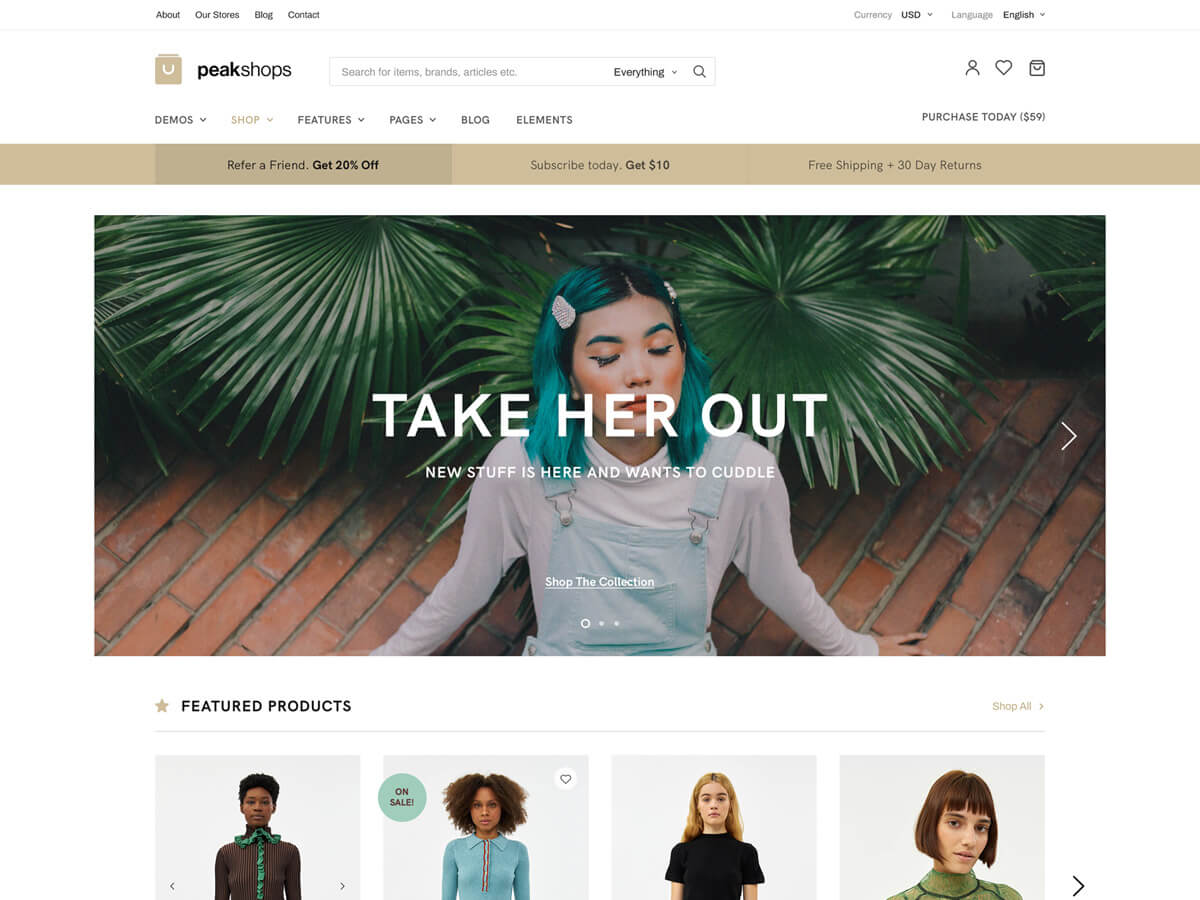 About Our Stores Blog Contact
Currency USD Language English
peakshops
Search for items, brands, articles etc. Everything
DEMOS SHOP FEATURES PAGES BLOG ELEMENTS
PURCHASE TODAY ($59)
Refer a Friend. Get 20% Off
Subscribe today. Get $10
Free Shipping + 30 Day Returns
TAKE HER OUT
NEW STUFF IS HERE AND WANTS TO CUDDLE
Shop The Collection
FEATURED PRODUCTS
Shop All
ON
SALE!